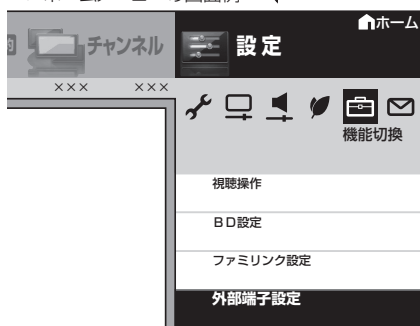 ホーム
チャンネル
設定
×××　×××
機能切換
視聴操作
ＢＤ設定
ファミリンク設定
外部端子設定